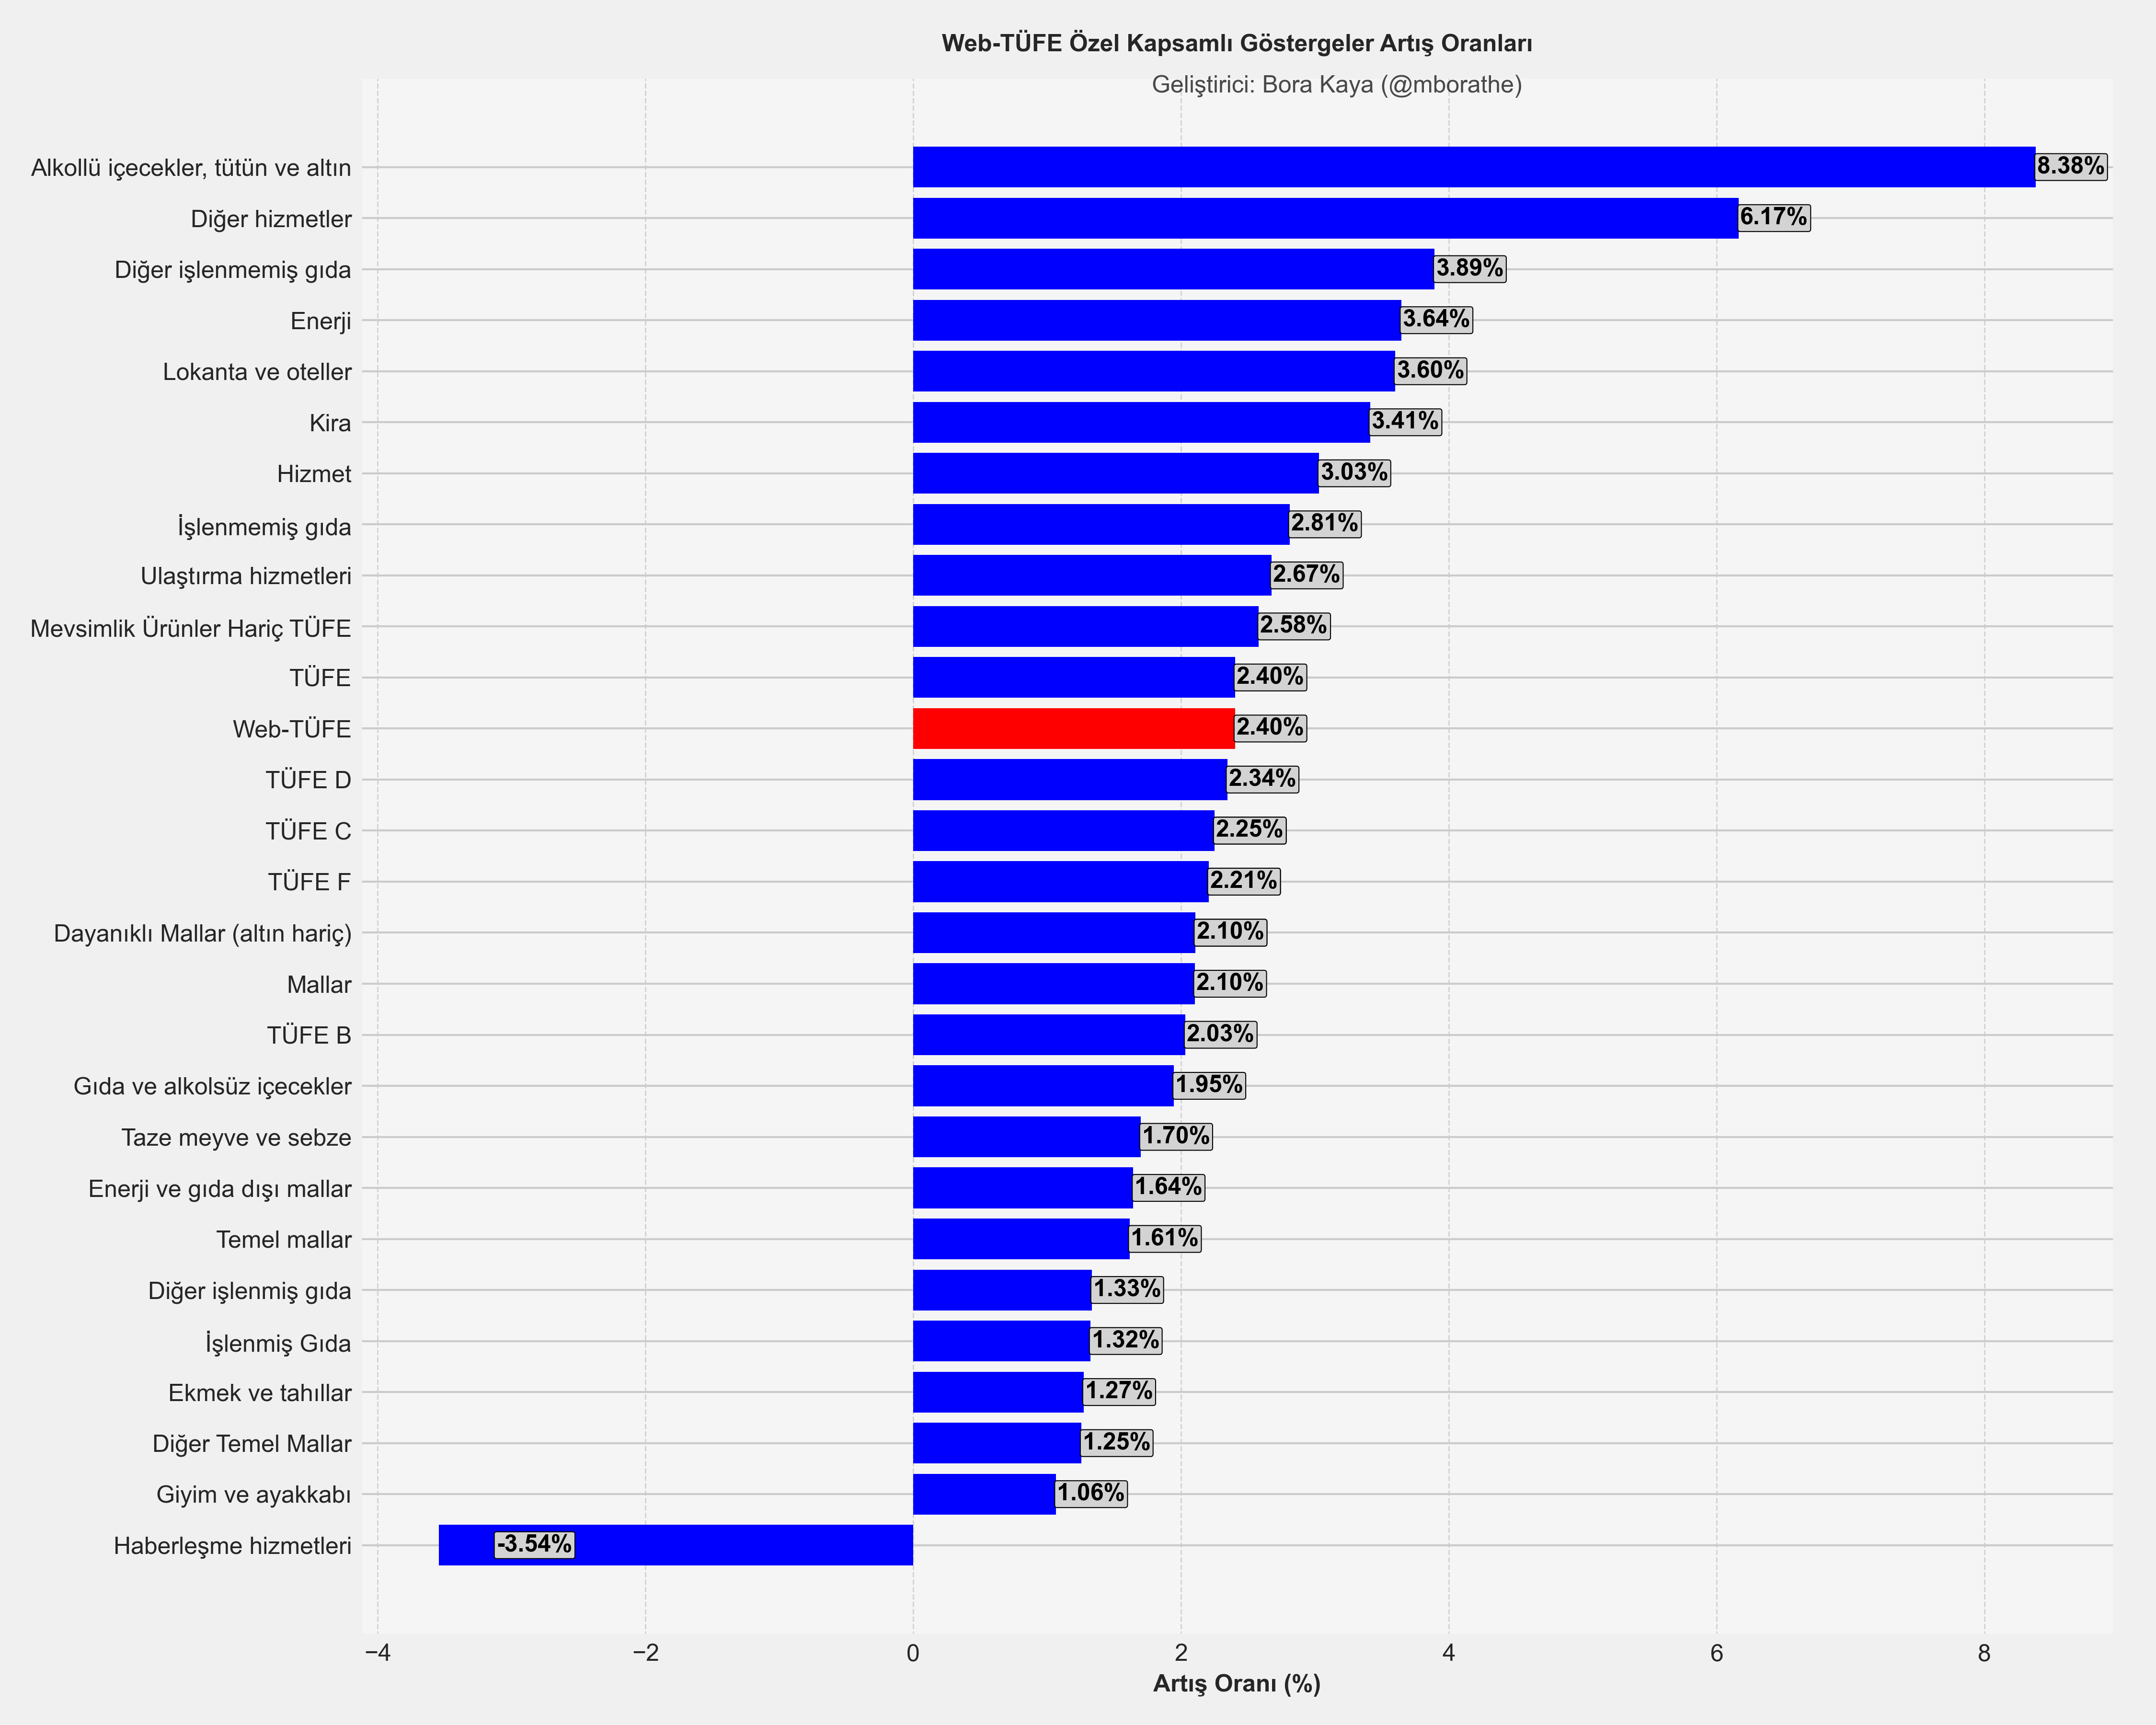 Web-TÜFE Özel Kapsamlı Göstergeler Artış Oranları
Geliştirici: Bora Kaya (@mborathe)
Alkollü içecekler, tütün ve altın 8.38%
Diğer hizmetler 6.17%
Diğer işlenmemiş gıda 3.89%
Enerji 3.64%
Lokanta ve oteller 3.60%
Kira 3.41%
Hizmet 3.03%
İşlenmemiş gıda 2.81%
Ulaştırma hizmetleri 2.67%
Mevsimlik Ürünler Hariç TÜFE 2.58%
TÜFE 2.40%
Web-TÜFE 2.40%
TÜFE D 2.34%
TÜFE C 2.25%
TÜFE F 2.21%
Dayanıklı Mallar (altın hariç) 2.10%
Mallar 2.10%
TÜFE B 2.03%
Gıda ve alkolsüz içecekler 1.95%
Taze meyve ve sebze 1.70%
Enerji ve gıda dışı mallar 1.64%
Temel mallar 1.61%
Diğer işlenmiş gıda 1.33%
İşlenmiş Gıda 1.32%
Ekmek ve tahıllar 1.27%
Diğer Temel Mallar 1.25%
Giyim ve ayakkabı 1.06%
Haberleşme hizmetleri -3.54%
−4 −2 0 2 4 6 8
Artış Oranı (%)